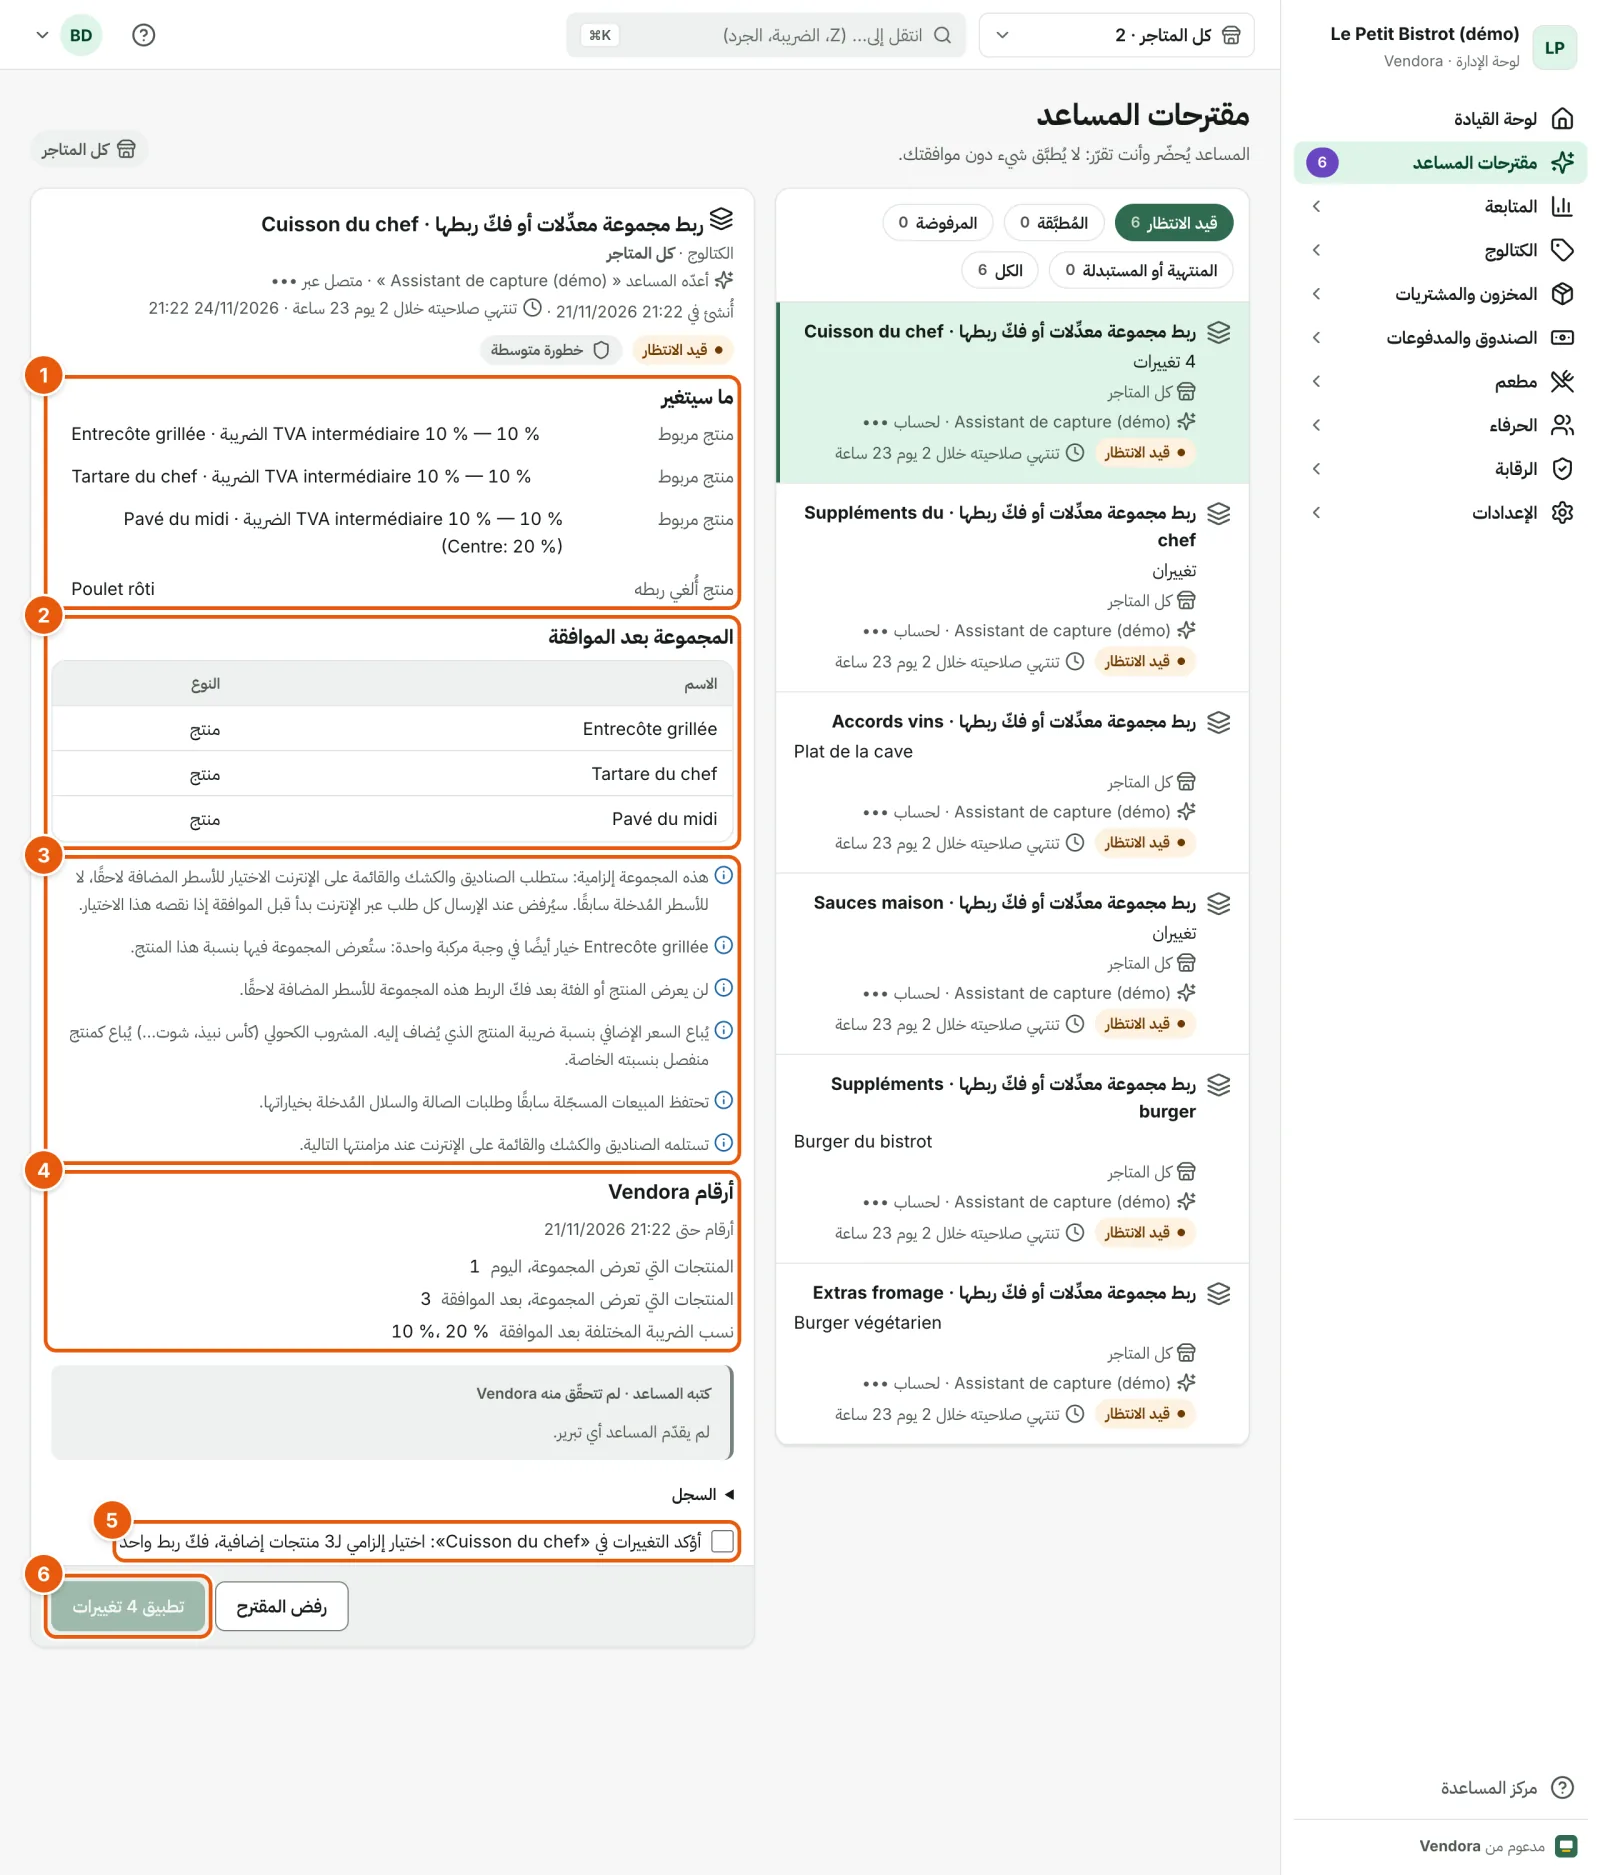 Le Petit Bistrot (démo)
لوحة الإدارة · Vendora
LP
لوحة القيادة
مقترحات المساعد
6
المتابعة
الكتالوج
المخزون والمشتريات
الصندوق والمدفوعات
مطعم
الحرفاء
الرقابة
الإعدادات
مركز المساعدة
مدعوم من Vendora
كل المتاجر · 2
انتقل إلى... (Z، الضريبة، الجرد)
⌘K
BD
مقترحات المساعد
المساعد يُحضّر وأنت تقرّر: لا يُطبَّق شيء دون موافقتك.
كل المتاجر
قيد الانتظار 6
المُطبَّقة 0
المرفوضة 0
المنتهية أو المستبدلة 0
الكل 6
ربط مجموعة معدِّلات أو فكّ ربطها · Cuisson du chef
4 تغييرات
كل المتاجر
Assistant de capture (démo) · لحساب •••
قيد الانتظار
تنتهي صلاحيته خلال 2 يوم 23 ساعة
ربط مجموعة معدِّلات أو فكّ ربطها · Suppléments du
chef
تغييران
كل المتاجر
Assistant de capture (démo) · لحساب •••
قيد الانتظار
تنتهي صلاحيته خلال 2 يوم 23 ساعة
ربط مجموعة معدِّلات أو فكّ ربطها · Accords vins
Plat de la cave
كل المتاجر
Assistant de capture (démo) · لحساب •••
قيد الانتظار
تنتهي صلاحيته خلال 2 يوم 23 ساعة
ربط مجموعة معدِّلات أو فكّ ربطها · Sauces maison
تغييران
كل المتاجر
Assistant de capture (démo) · لحساب •••
قيد الانتظار
تنتهي صلاحيته خلال 2 يوم 23 ساعة
ربط مجموعة معدِّلات أو فكّ ربطها · Suppléments
burger
Burger du bistrot
كل المتاجر
Assistant de capture (démo) · لحساب •••
قيد الانتظار
تنتهي صلاحيته خلال 2 يوم 23 ساعة
ربط مجموعة معدِّلات أو فكّ ربطها · Extras fromage
Burger végétarien
كل المتاجر
Assistant de capture (démo) · لحساب •••
قيد الانتظار
تنتهي صلاحيته خلال 2 يوم 23 ساعة
ربط مجموعة معدِّلات أو فكّ ربطها · Cuisson du chef
الكتالوج · كل المتاجر
أعدّه المساعد « Assistant de capture (démo) » · متصل عبر •••
أُنشئ في 21/11/2026 21:22 · تنتهي صلاحيته خلال 2 يوم 23 ساعة · 24/11/2026 21:22
قيد الانتظار
خطورة متوسطة
1
ما سيتغير
منتج مربوط
Entrecôte grillée · الضريبة TVA intermédiaire 10 % — 10 %
منتج مربوط
Tartare du chef · الضريبة TVA intermédiaire 10 % — 10 %
منتج مربوط
Pavé du midi · الضريبة TVA intermédiaire 10 % — 10 %
(Centre: 20 %)
منتج أُلغي ربطه
Poulet rôti
2
المجموعة بعد الموافقة
الاسم
النوع
Entrecôte grillée
منتج
Tartare du chef
منتج
Pavé du midi
منتج
3
هذه المجموعة إلزامية: ستطلب الصناديق والكشك والقائمة على الإنترنت الاختيار للأسطر المضافة لاحقًا، لا
للأسطر المُدخلة سابقًا. سيُرفض عند الإرسال كل طلب عبر الإنترنت بدأ قبل الموافقة إذا نقصه هذا الاختيار.
Entrecôte grillée خيار أيضًا في وجبة مركبة واحدة: ستُعرض المجموعة فيها بنسبة هذا المنتج.
لن يعرض المنتج أو الفئة بعد فكّ الربط هذه المجموعة للأسطر المضافة لاحقًا.
يُباع السعر الإضافي بنسبة ضريبة المنتج الذي يُضاف إليه. المشروب الكحولي (كأس نبيذ، شوت...) يُباع كمنتج
منفصل بنسبته الخاصة.
تحتفظ المبيعات المسجّلة سابقًا وطلبات الصالة والسلال المُدخلة بخياراتها.
تستلمه الصناديق والكشك والقائمة على الإنترنت عند مزامنتها التالية.
4
أرقام Vendora
أرقام حتى 21/11/2026 21:22
المنتجات التي تعرض المجموعة، اليوم 1
المنتجات التي تعرض المجموعة، بعد الموافقة 3
نسب الضريبة المختلفة بعد الموافقة 10 %، 20 %
كتبه المساعد · لم تتحقّق منه Vendora
لم يقدّم المساعد أي تبرير.
السجل
5
أؤكد التغييرات في «Cuisson du chef»: اختيار إلزامي لـ3 منتجات إضافية، فكّ ربط واحد
6
رفض المقترح
تطبيق 4 تغييرات